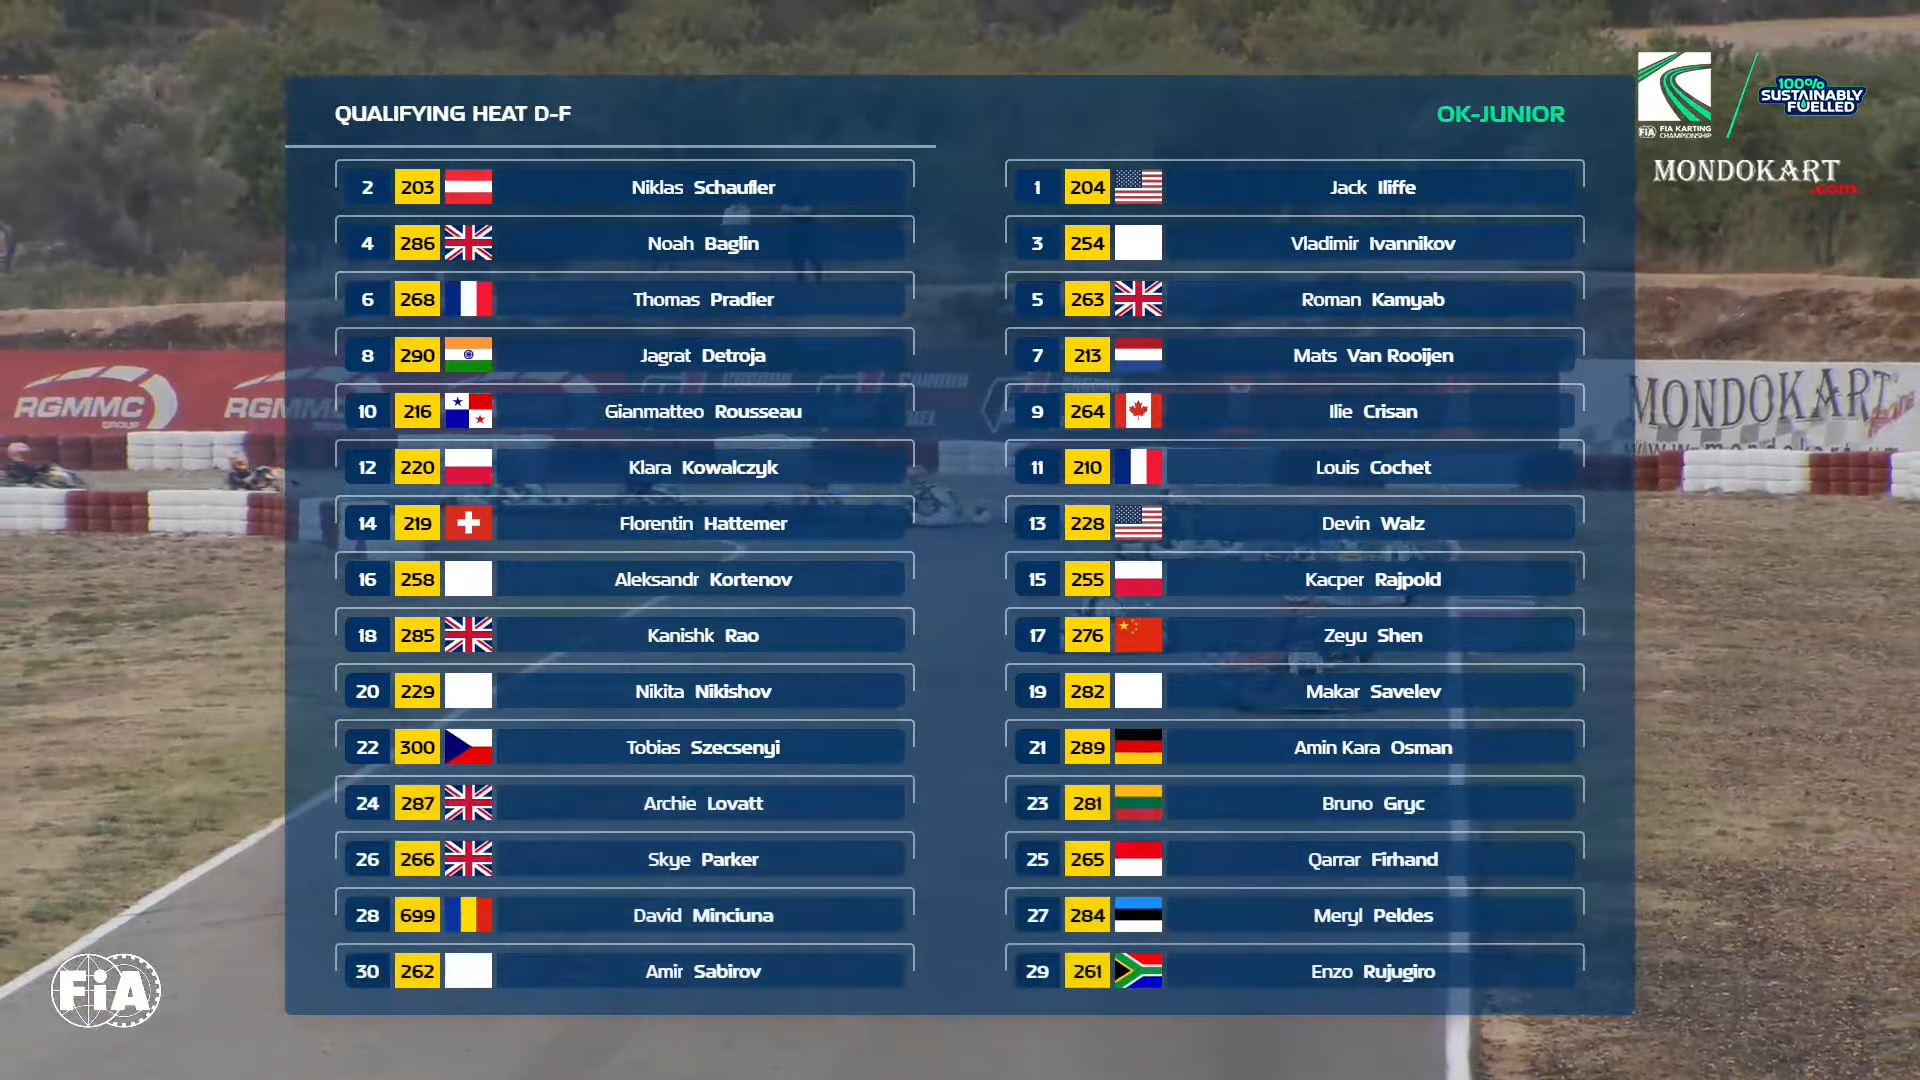 QUALIFYING HEAT D-F
OK-JUNIOR
2 203 Niklas Schaufler
1 204 Jack Iliffe
4 286 Noah Baglin
3 254 Vladimir Ivannikov
6 268 Thomas Pradier
5 263 Roman Kamyab
8 290 Jagrat Detroja
7 213 Mats Van Rooijen
10 216 Gianmatteo Rousseau
9 264 Ilie Crisan
12 220 Klara Kowalczyk
11 210 Louis Cochet
14 219 Florentin Hattemer
13 228 Devin Walz
16 258 Aleksandr Kortenov
15 255 Kacper Rajpold
18 285 Kanishk Rao
17 276 Zeyu Shen
20 229 Nikita Nikishov
19 282 Makar Savelev
22 300 Tobias Szecsenyi
21 289 Amin Kara Osman
24 287 Archie Lovatt
23 281 Bruno Gryc
26 266 Skye Parker
25 265 Qarrar Firhand
28 699 David Minciuna
27 284 Meryl Peldes
30 262 Amir Sabirov
29 261 Enzo Rujugiro
FIA KARTING
CHAMPIONSHIP
100%
SUSTAINABLY
FUELLED
MONDOKART
.com
RGMMC
GROUP
RGMM
MONDOKART
FIA